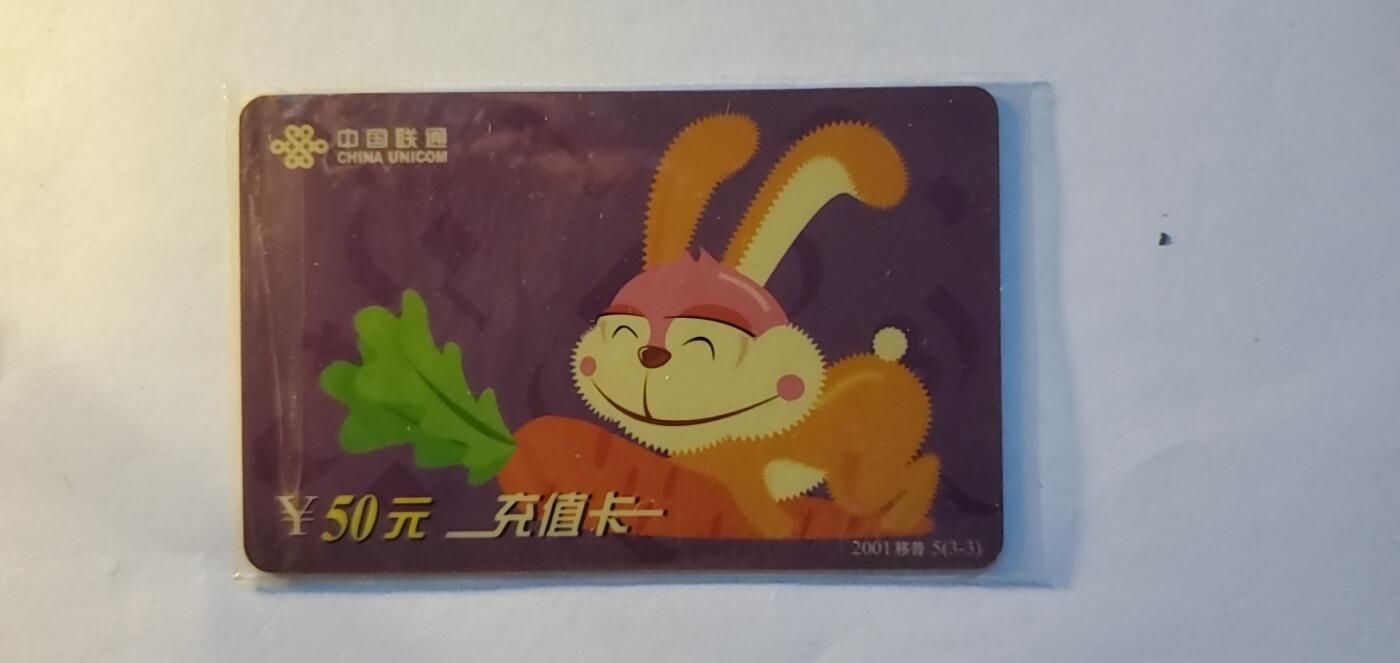 中国联通
CHINA UNICOM
¥50元 充值卡
2001 移普 5(3-3)